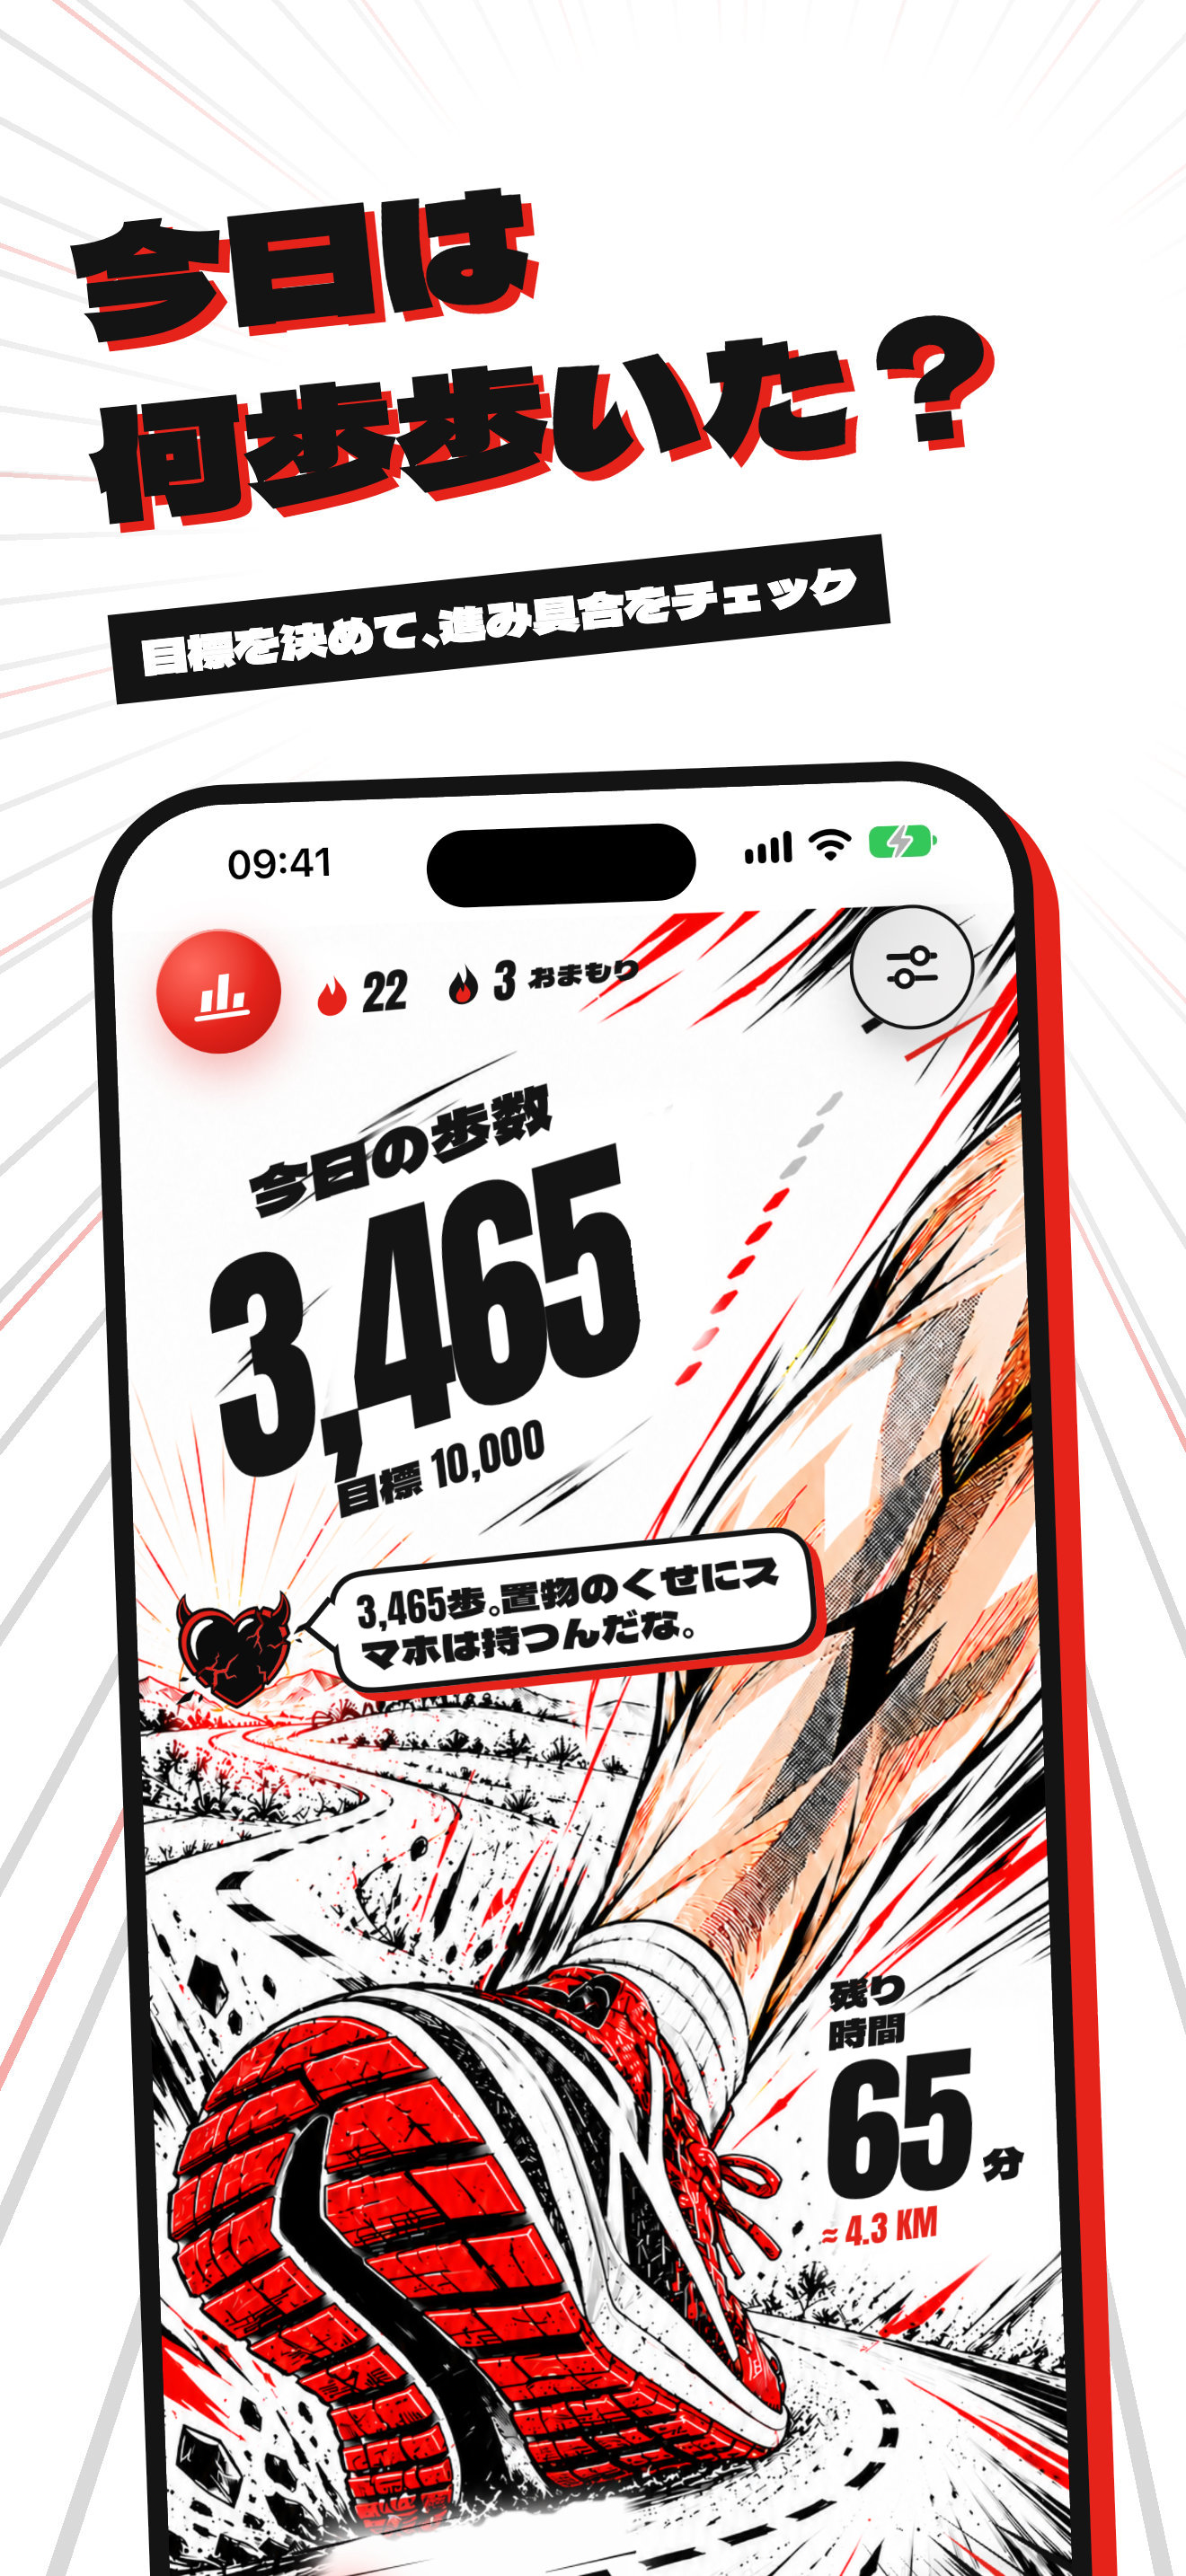 今日は
何歩歩いた？
目標を決めて、進み具合をチェック
09:41
22 3 おまもり
今日の歩数
3,465
目標 10,000
3,465歩。置物のくせにス
マホは持つんだな。
残り
時間
65 分
≈ 4.3 KM